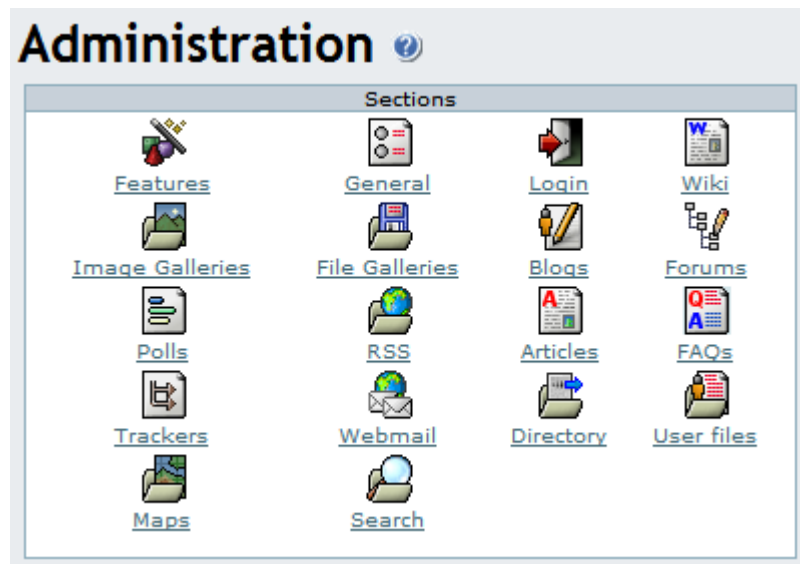 Administration
Sections
Features General Login Wiki
Image Galleries File Galleries Blogs Forums
Polls RSS Articles FAQs
Trackers Webmail Directory User files
Maps Search